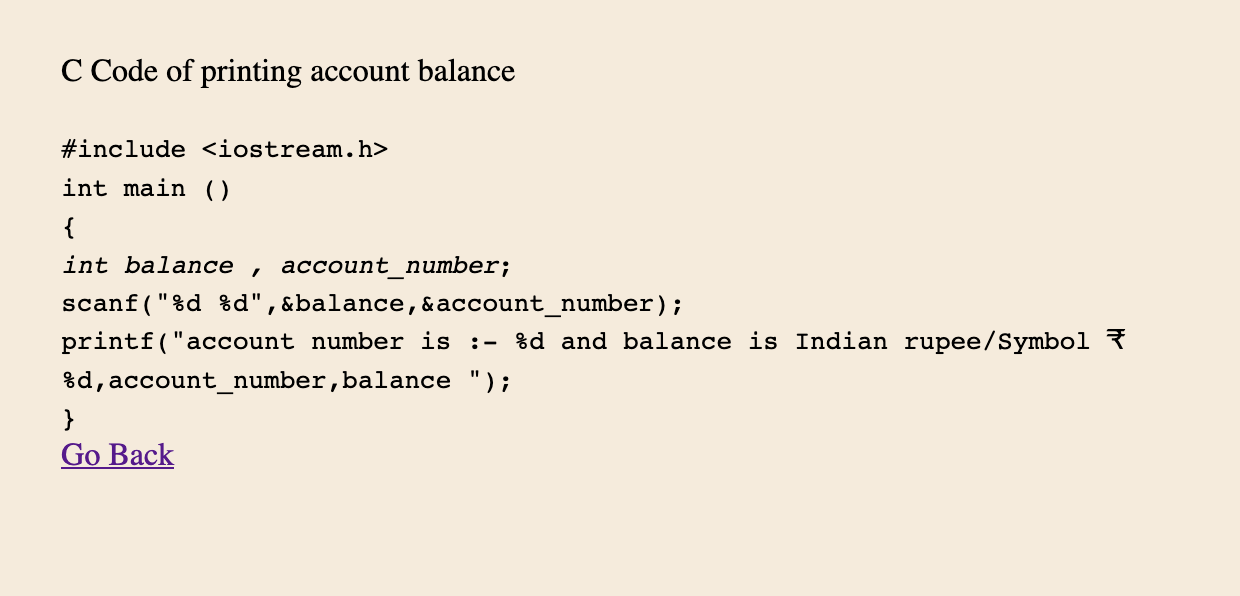 C Code of printing account balance
#include <iostream.h>
int main ()
{
int balance , account_number;
scanf("%d %d",&balance,&account_number);
printf("account number is :- %d and balance is Indian rupee/Symbol ₹
%d,account_number,balance ");
}
Go Back